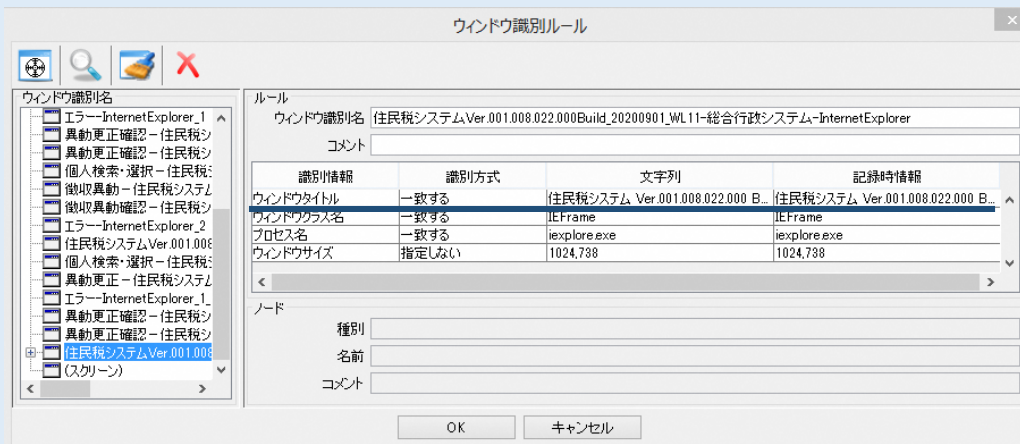 ウィンドウ識別ルール
ウィンドウ識別名
エラー-InternetExplorer_1
異動更正確認-住民税シ
異動更正確認-住民税シ
個人検索・選択-住民税シ
徴収異動-住民税システム
徴収異動確認-住民税シ
エラー-InternetExplorer_2
住民税システムVer.001.008
個人検索・選択-住民税シ
異動更正-住民税システム
エラー-InternetExplorer_1_
異動更正確認-住民税シ
異動更正確認-住民税シ
住民税システムVer.001.008
(スクリーン)
ルール
ウィンドウ識別名 住民税システムVer.001.008.022.000Build_20200901_WL11-総合行政システム-InternetExplorer
コメント
識別情報 識別方式 文字列 記録時情報
ウィンドウタイトル 一致する 住民税システム Ver.001.008.022.000 B... 住民税システム Ver.001.008.022.000 B...
ウィンドウクラス名 一致する IEFrame IEFrame
プロセス名 一致する iexplore.exe iexplore.exe
ウィンドウサイズ 指定しない 1024,738 1024,738
ノード
種別
名前
コメント
OK キャンセル